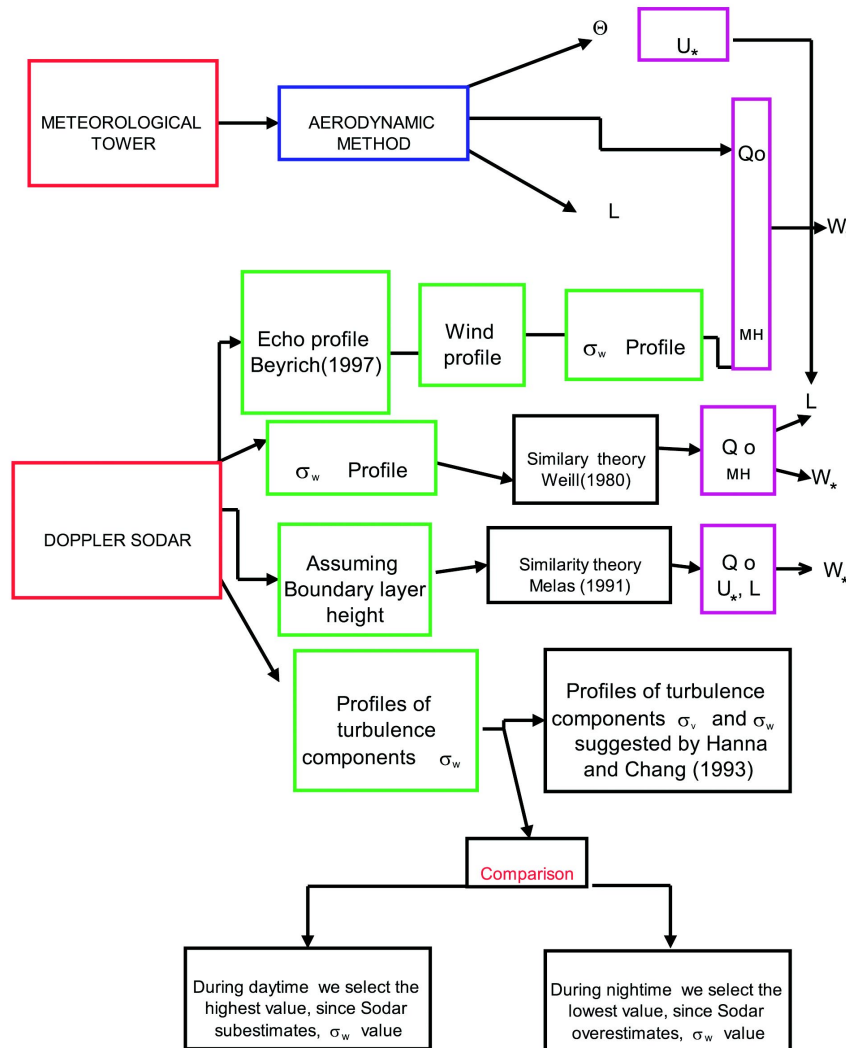 Θ
U*
METEOROLOGICAL
TOWER
AERODYNAMIC
METHOD
Qo
L
W
MH
Echo profile
Beyrich(1997)
Wind
profile
σw Profile
L
σw Profile
Similary theory
Weill(1980)
Q o
MH
W*
DOPPLER SODAR
Assuming
Boundary layer
height
Similarity theory
Melas (1991)
Q o
U*, L
W*
Profiles of
turbulence
components σw
Profiles of turbulence
components σv and σw
suggested by Hanna
and Chang (1993)
Comparison
During daytime we select the
highest value, since Sodar
subestimates, σw value
During nightime we select the
lowest value, since Sodar
overestimates, σw value